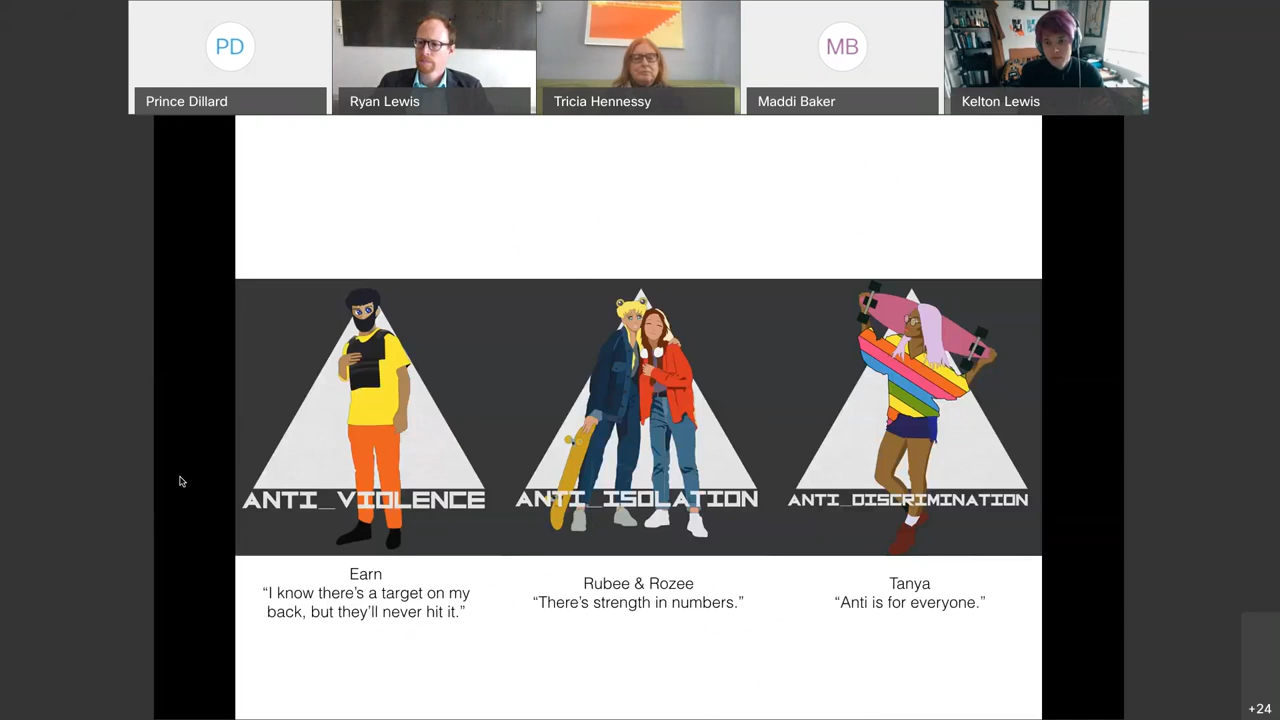 PD
MB
Prince Dillard
Ryan Lewis
Tricia Hennessy
Maddi Baker
Kelton Lewis
ANTI_VIOLENCE
ANTI_ISOLATION
ANTI_DISCRIMINATION
Earn
“I know there’s a target on my
back, but they’ll never hit it.”
Rubee & Rozee
“There’s strength in numbers.”
Tanya
“Anti is for everyone.”
+24